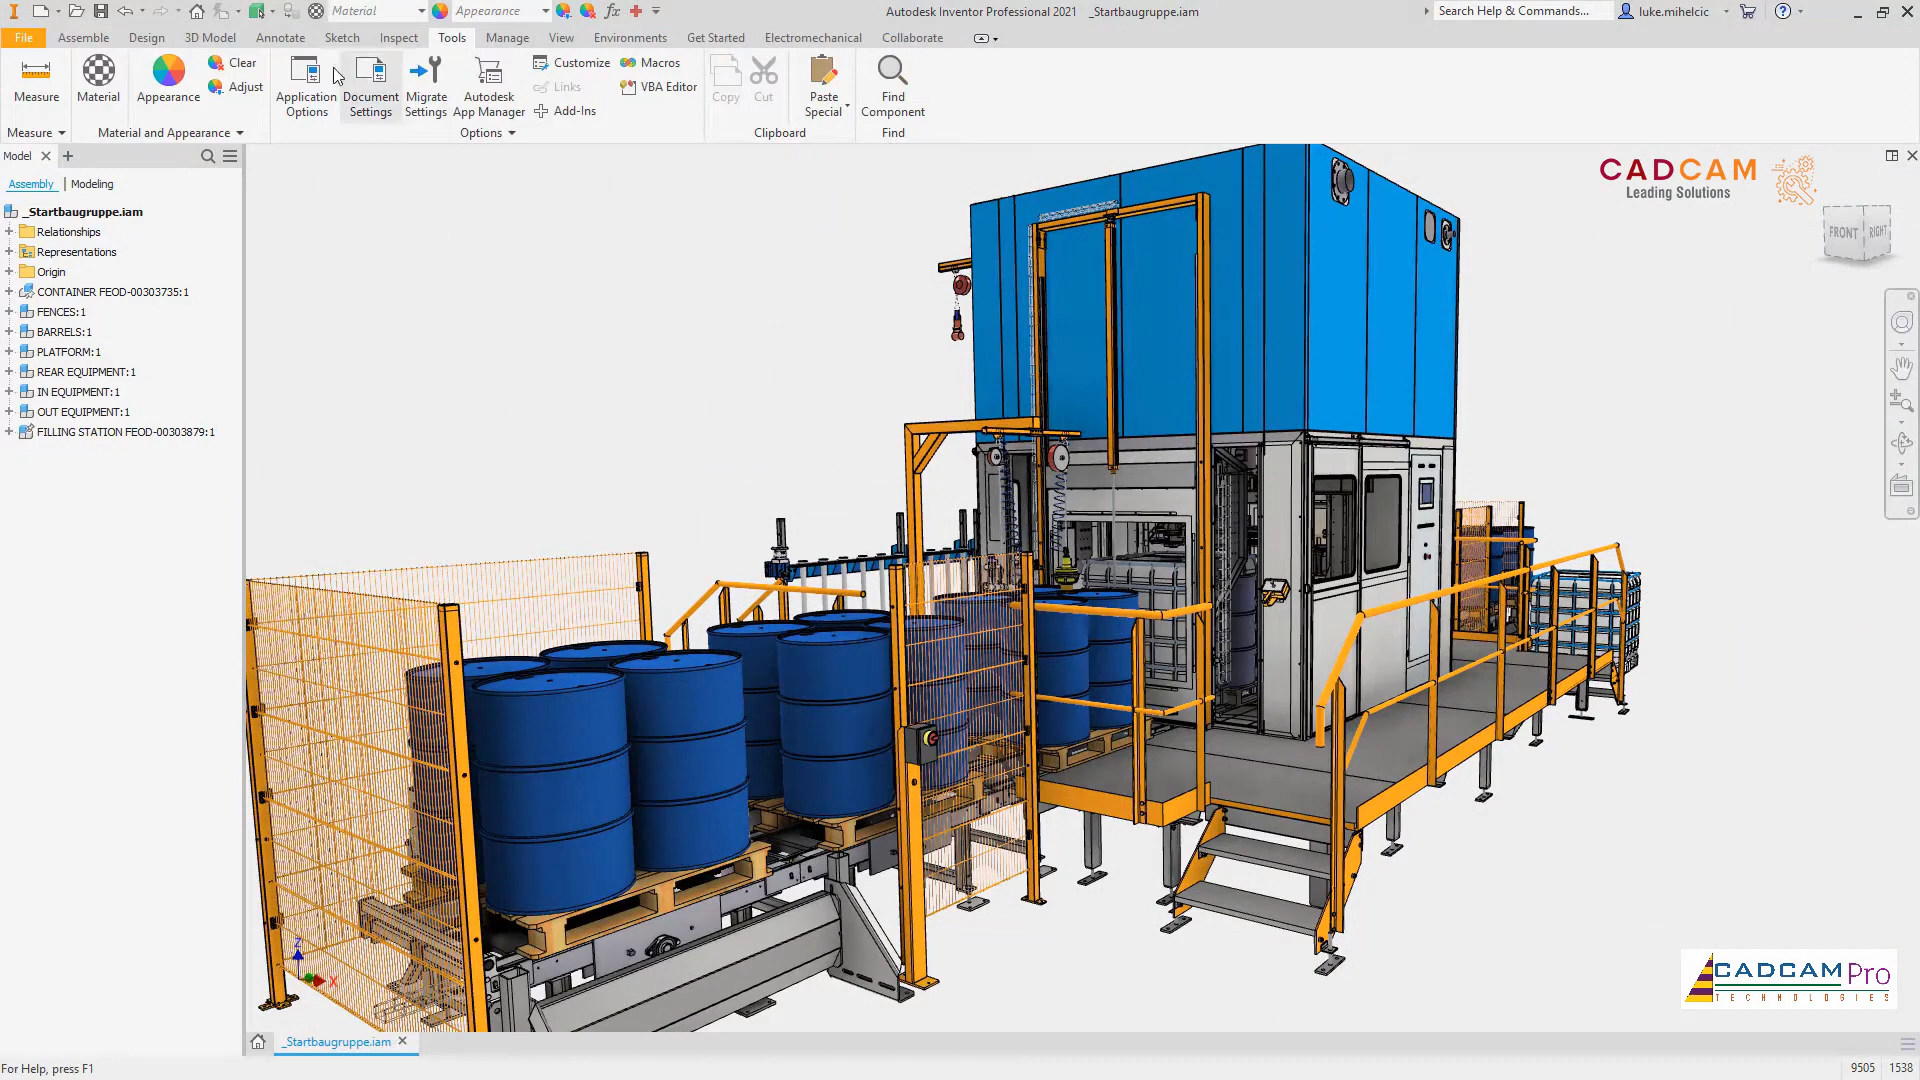 Material
Appearance
fx
Autodesk Inventor Professional 2021 _Startbaugruppe.iam
Search Help & Commands...
luke.mihelcic
File
Assemble
Design
3D Model
Annotate
Sketch
Inspect
Tools
Manage
View
Environments
Get Started
Electromechanical
Collaborate
Measure
Material
Appearance
Clear
Adjust
Application
Options
Document
Settings
Migrate
Settings
Autodesk
App Manager
Customize
Links
Add-Ins
Macros
VBA Editor
Copy
Cut
Paste
Special
Find
Component
Measure
Material and Appearance
Options
Clipboard
Find
Model
Assembly | Modeling
_Startbaugruppe.iam
Relationships
Representations
Origin
CONTAINER FEOD-00303735:1
FENCES:1
BARRELS:1
PLATFORM:1
REAR EQUIPMENT:1
IN EQUIPMENT:1
OUT EQUIPMENT:1
FILLING STATION FEOD-00303879:1
CADCAM
Leading Solutions
FRONT
RIGHT
Z
X
CADCAM Pro
TECHNOLOGIES
_Startbaugruppe.iam
For Help, press F1
9505
1538